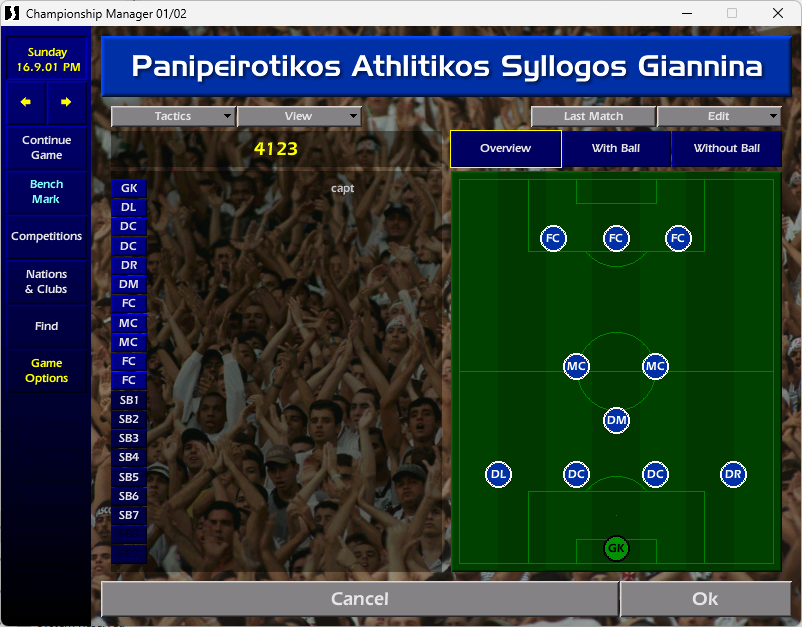 Championship Manager 01/02
Sunday
16.9.01 PM
Continue
Game
Bench
Mark
Competitions
Nations
& Clubs
Find
Game
Options
Panipeirotikos Athlitikos Syllogos Giannina
Tactics
View
Last Match
Edit
4123
Overview
With Ball
Without Ball
GK
capt
DL
DC
DC
DR
DM
FC
MC
MC
FC
FC
SB1
SB2
SB3
SB4
SB5
SB6
SB7
FC FC FC
MC MC
DM
DL DC DC DR
GK
Cancel
Ok